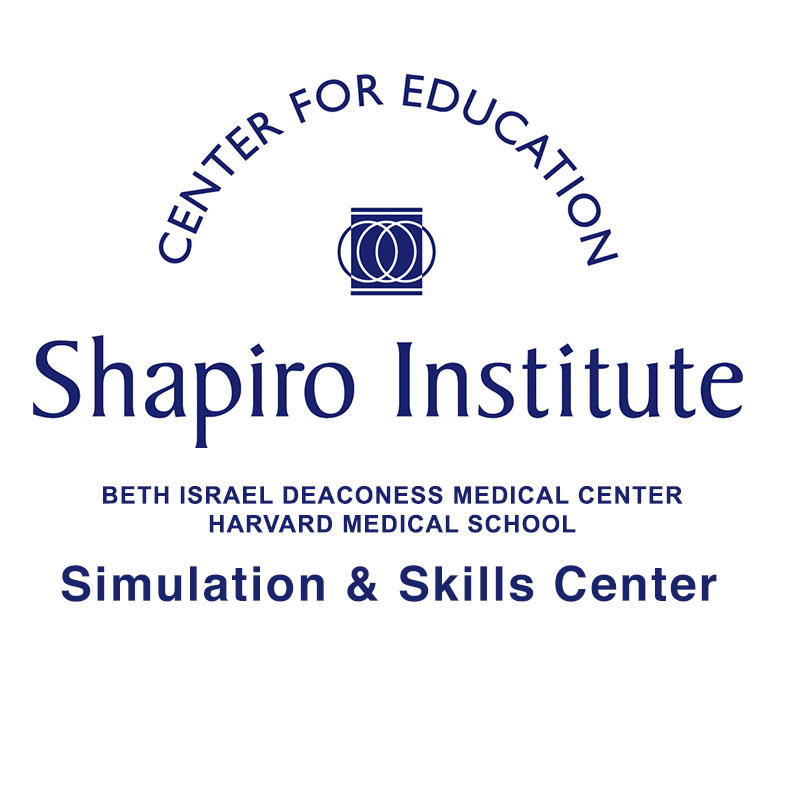 CENTER FOR EDUCATION
Shapiro Institute
BETH ISRAEL DEACONESS MEDICAL CENTER
HARVARD MEDICAL SCHOOL
Simulation & Skills Center